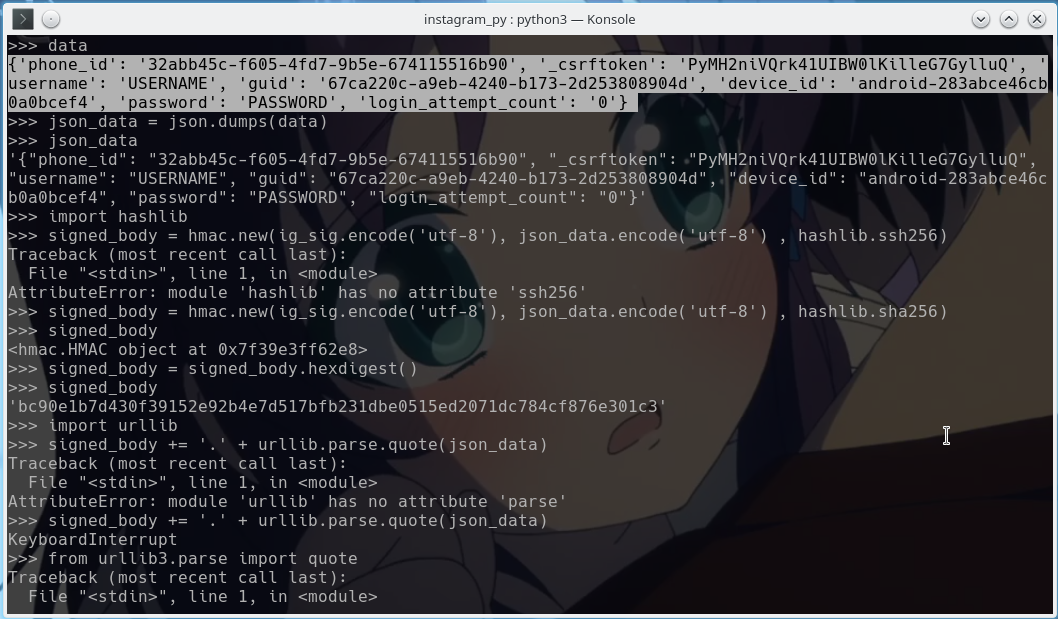 instagram_py : python3 — Konsole
>>> data
{'phone_id': '32abb45c-f605-4fd7-9b5e-674115516b90', '_csrftoken': 'PyMH2niVQrk41UIBW0lKilleG7GylluQ', '
username': 'USERNAME', 'guid': '67ca220c-a9eb-4240-b173-2d253808904d', 'device_id': 'android-283abce46cb
0a0bcef4', 'password': 'PASSWORD', 'login_attempt_count': '0'}
>>> json_data = json.dumps(data)
>>> json_data
'{"phone_id": "32abb45c-f605-4fd7-9b5e-674115516b90", "_csrftoken": "PyMH2niVQrk41UIBW0lKilleG7GylluQ",
"username": "USERNAME", "guid": "67ca220c-a9eb-4240-b173-2d253808904d", "device_id": "android-283abce46c
b0a0bcef4", "password": "PASSWORD", "login_attempt_count": "0"}'
>>> import hashlib
>>> signed_body = hmac.new(ig_sig.encode('utf-8'), json_data.encode('utf-8') , hashlib.ssh256)
Traceback (most recent call last):
  File "<stdin>", line 1, in <module>
AttributeError: module 'hashlib' has no attribute 'ssh256'
>>> signed_body = hmac.new(ig_sig.encode('utf-8'), json_data.encode('utf-8') , hashlib.sha256)
>>> signed_body
<hmac.HMAC object at 0x7f39e3ff62e8>
>>> signed_body = signed_body.hexdigest()
>>> signed_body
'bc90e1b7d430f39152e92b4e7d517bfb231dbe0515ed2071dc784cf876e301c3'
>>> import urllib
>>> signed_body += '.' + urllib.parse.quote(json_data)
Traceback (most recent call last):
  File "<stdin>", line 1, in <module>
AttributeError: module 'urllib' has no attribute 'parse'
>>> signed_body += '.' + urllib.parse.quote(json_data)
KeyboardInterrupt
>>> from urllib3.parse import quote
Traceback (most recent call last):
  File "<stdin>", line 1, in <module>